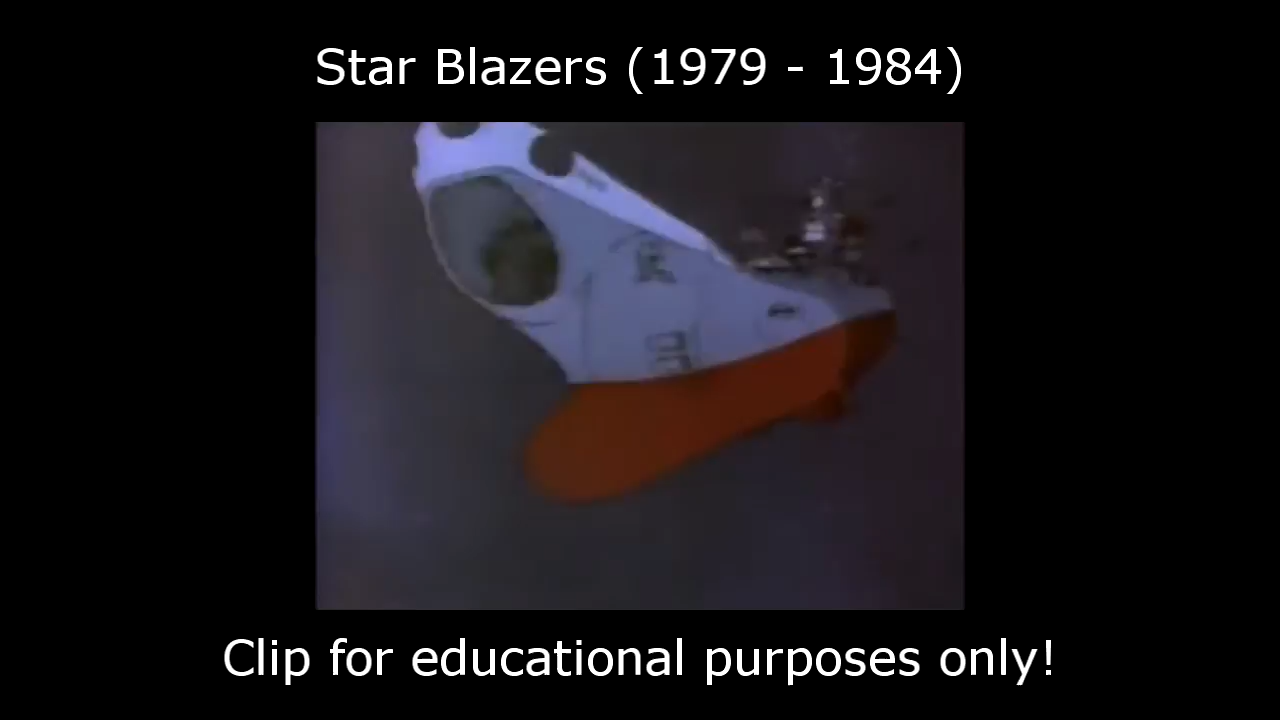 Star Blazers (1979 - 1984)
Clip for educational purposes only!